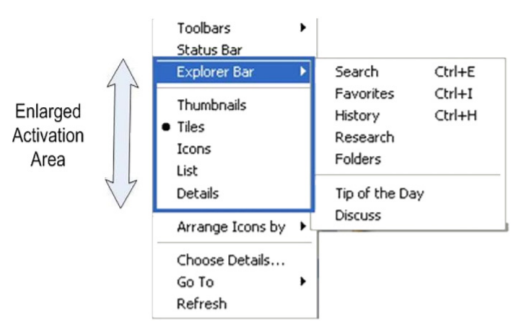 Toolbars
Status Bar
Explorer Bar
Thumbnails
Tiles
Icons
List
Details
Arrange Icons by
Choose Details...
Go To
Refresh
Search Ctrl+E
Favorites Ctrl+I
History Ctrl+H
Research
Folders
Tip of the Day
Discuss
Enlarged
Activation
Area